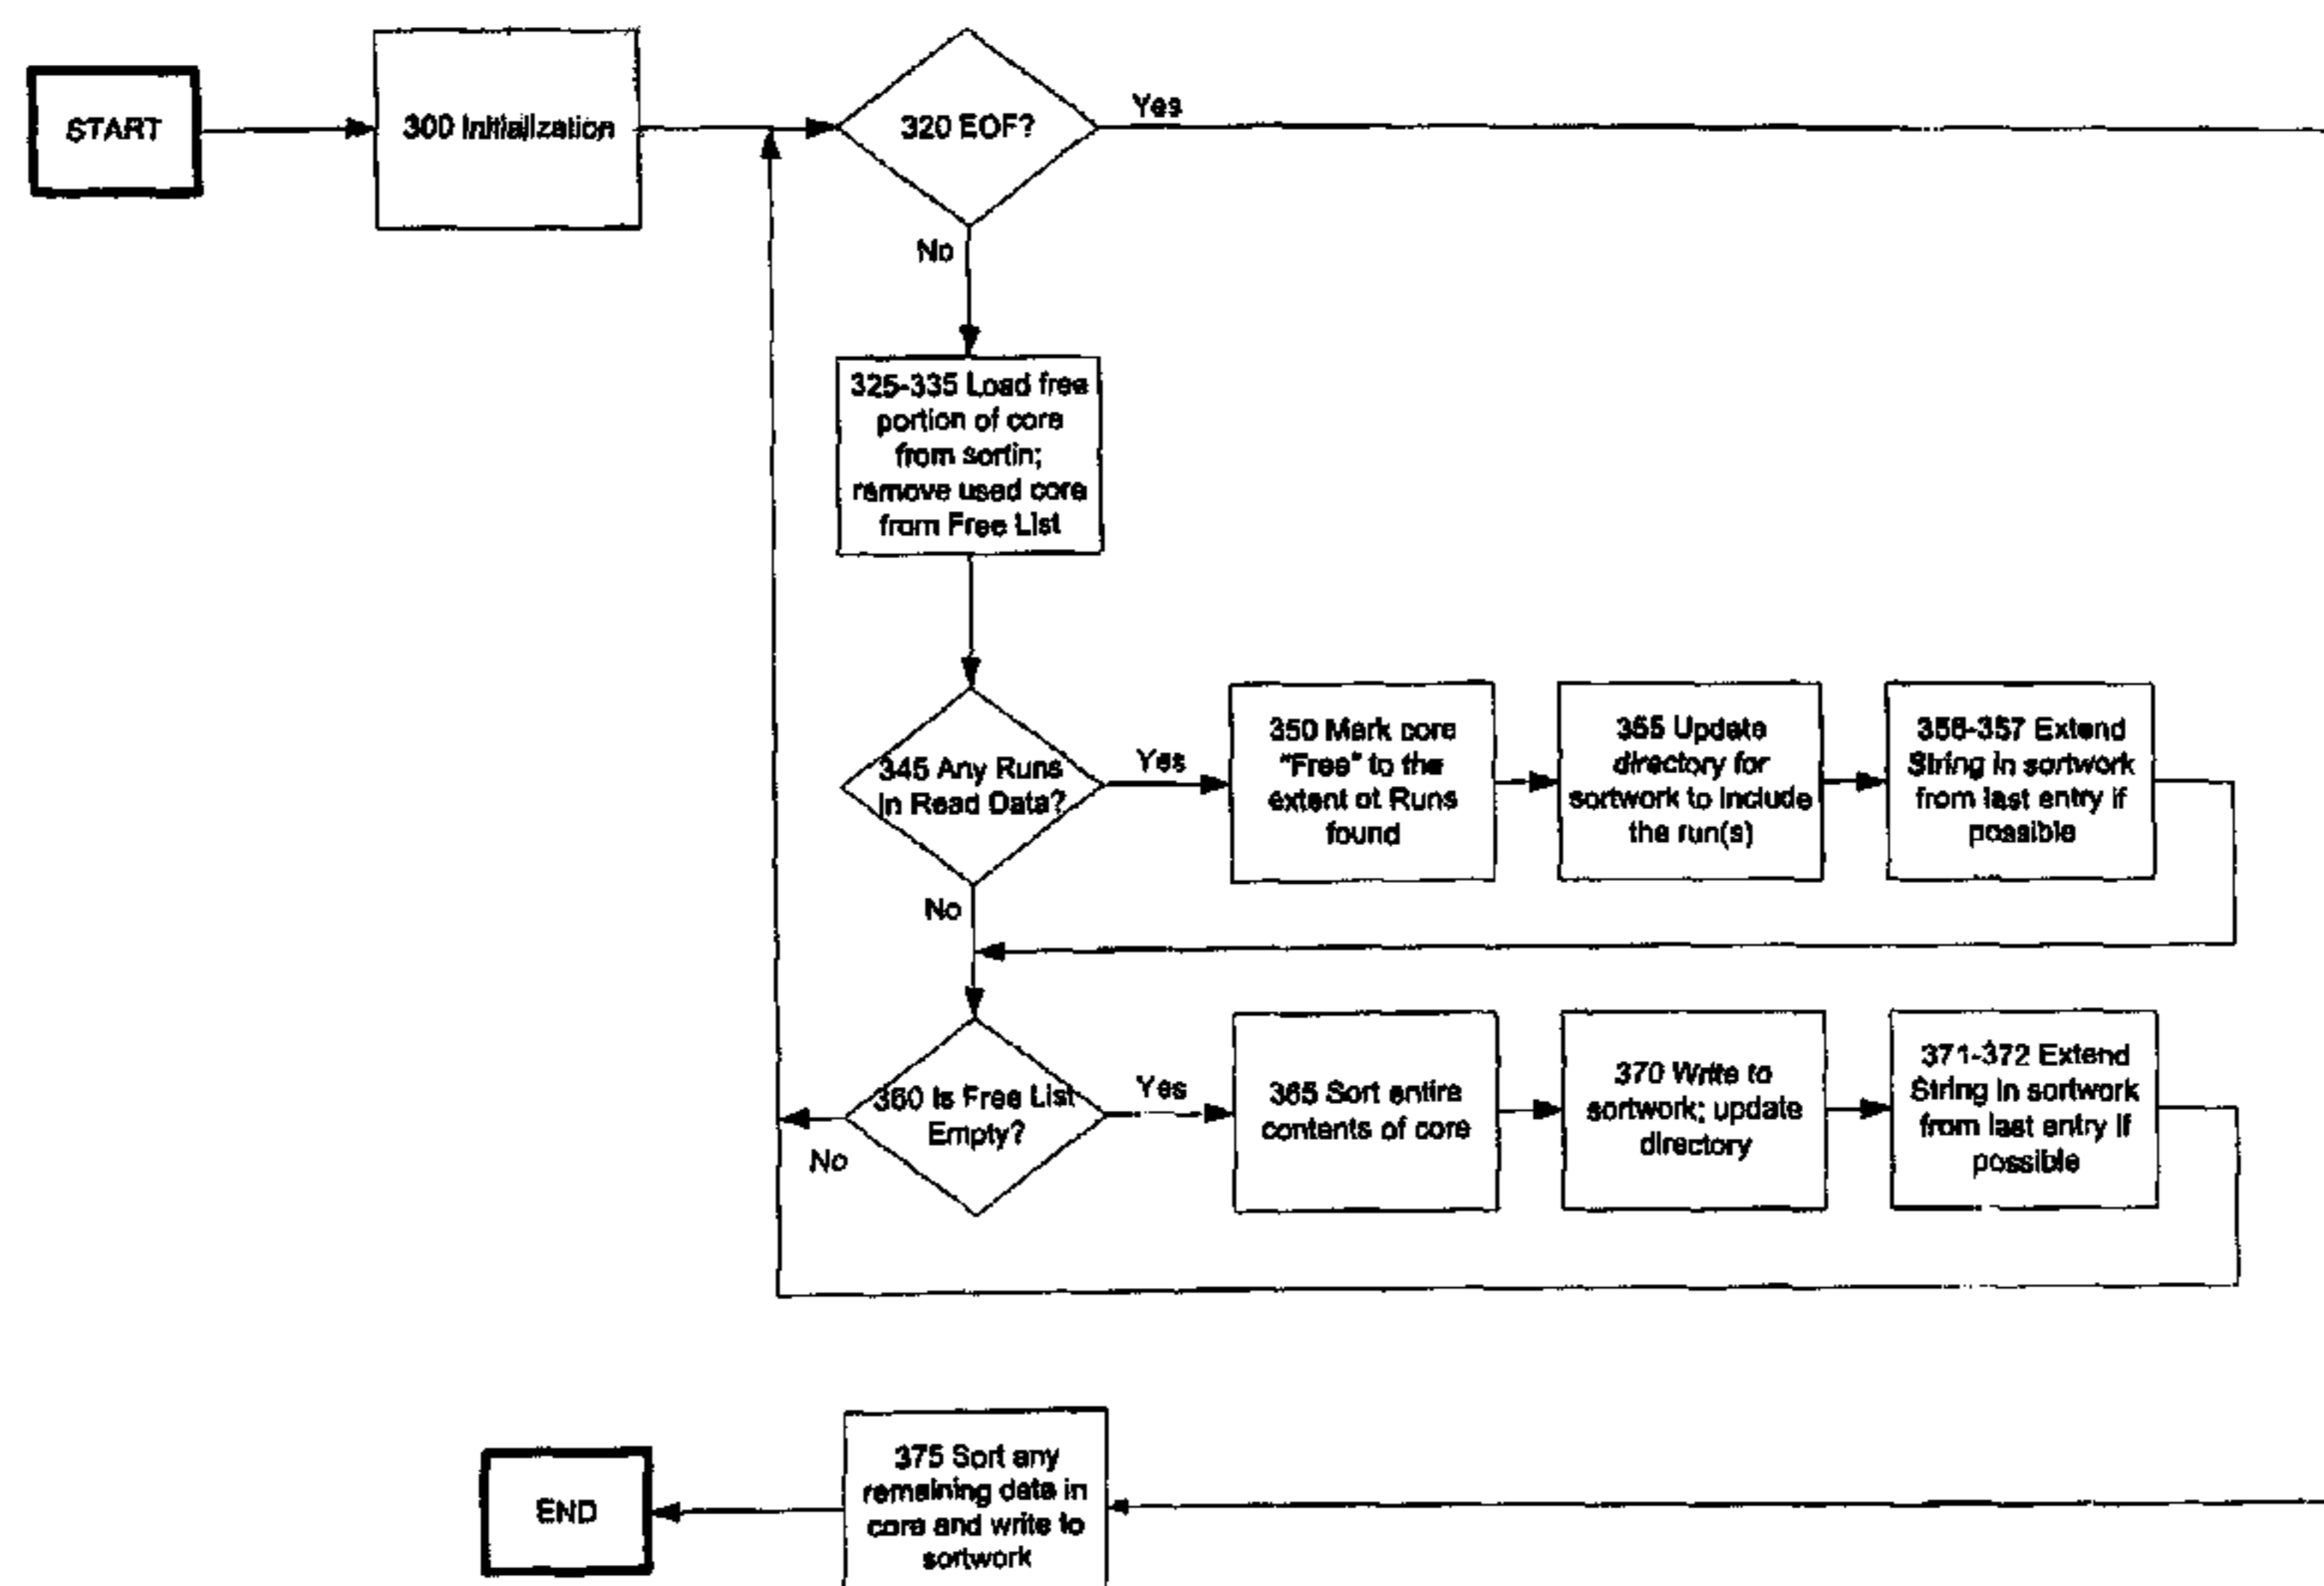 START
300 Initialization
320 EOF?
Yes
No
325-335 Load free
portion of core
from sortin;
remove used core
from Free List
345 Any Runs
in Read Data?
Yes
No
350 Mark core
"Free" to the
extent of Runs
found
355 Update
directory for
sortwork to include
the run(s)
356-357 Extend
String in sortwork
from last entry if
possible
360 Is Free List
Empty?
Yes
No
365 Sort entire
contents of core
370 Write to
sortwork; update
directory
371-372 Extend
String in sortwork
from last entry if
possible
375 Sort any
remaining data in
core and write to
sortwork
END